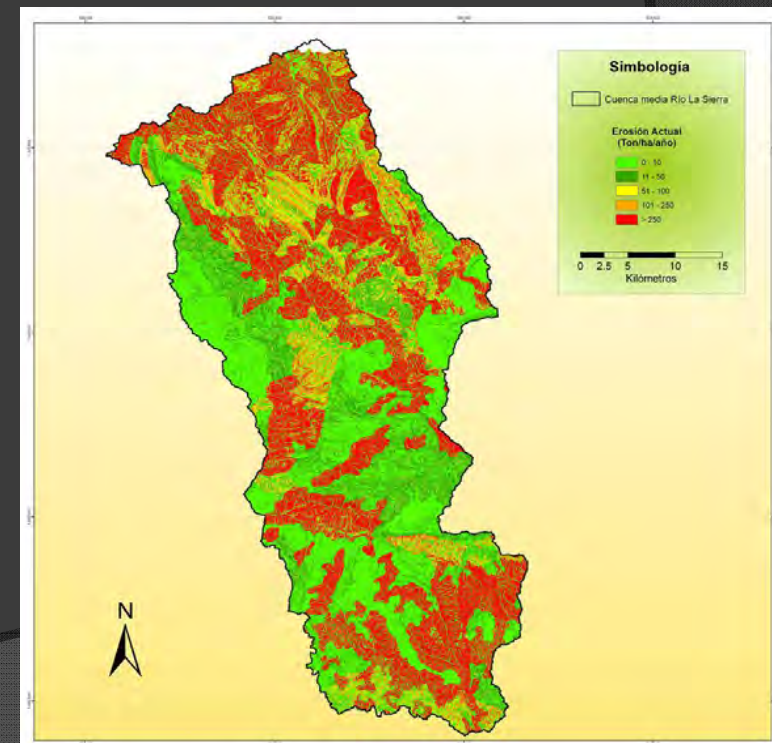 Simbología
Cuenca media Río La Sierra
Erosión Actual
(Ton/ha/año)
0 - 10
11 - 50
51 - 100
101 - 250
> 250
0 2.5 5 10 15
Kilómetros
N